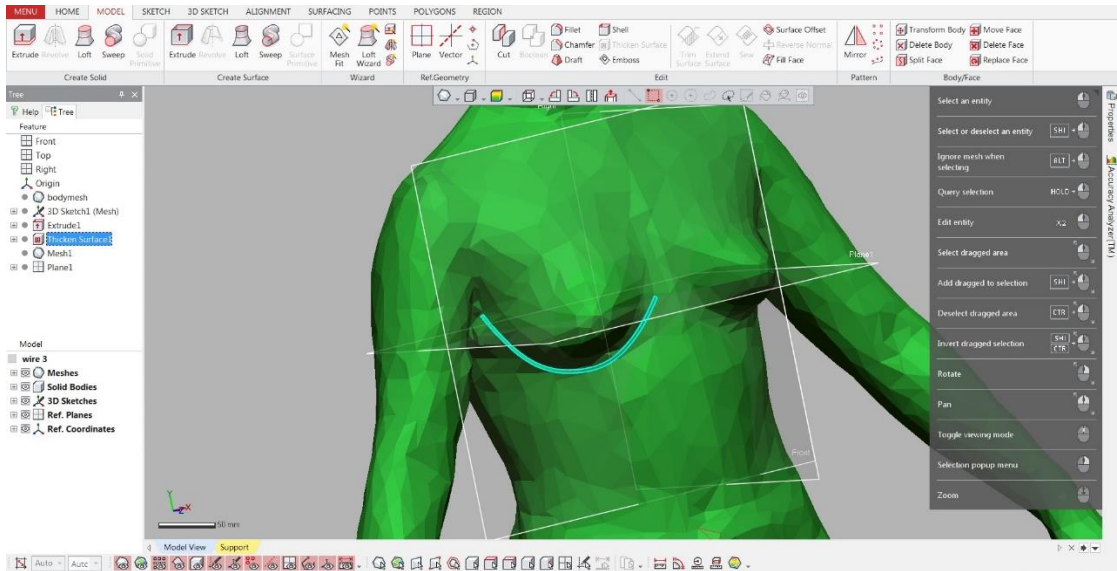 MENU HOME MODEL SKETCH 3D SKETCH ALIGNMENT SURFACING POINTS POLYGONS REGION
Extrude Revolve Loft Sweep Solid Primitive
Create Solid
Extrude Revolve Loft Sweep Surface Primitive
Create Surface
Mesh Fit Loft Wizard
Wizard
Plane Vector
Ref.Geometry
Cut Boolean Fillet Chamfer Draft Shell Thicken Surface Emboss
Trim Surface Extend Surface Sew Surface Offset Reverse Normal Fill Face
Edit
Mirror
Pattern
Transform Body Move Face
Delete Body Delete Face
Split Face Replace Face
Body/Face
Tree
Help Tree
Feature
Front
Top
Right
Origin
bodymesh
3D Sketch1 (Mesh)
Extrude1
Thicken Surface1
Mesh1
Plane1
Model
wire 3
Meshes
Solid Bodies
3D Sketches
Ref. Planes
Ref. Coordinates
Right
Plane1
Front
Y
Z X
50 mm
Select an entity
Select or deselect an entity SHI +
Ignore mesh when selecting ALT +
Query selection HOLD +
Edit entity X2
Select dragged area
Add dragged to selection SHI +
Deselect dragged area CTR +
Invert dragged selection SHI CTR +
Rotate
Pan
Toggle viewing mode
Selection popup menu
Zoom
Properties
Accuracy Analyzer(TM)
Model View Support
Auto Auto